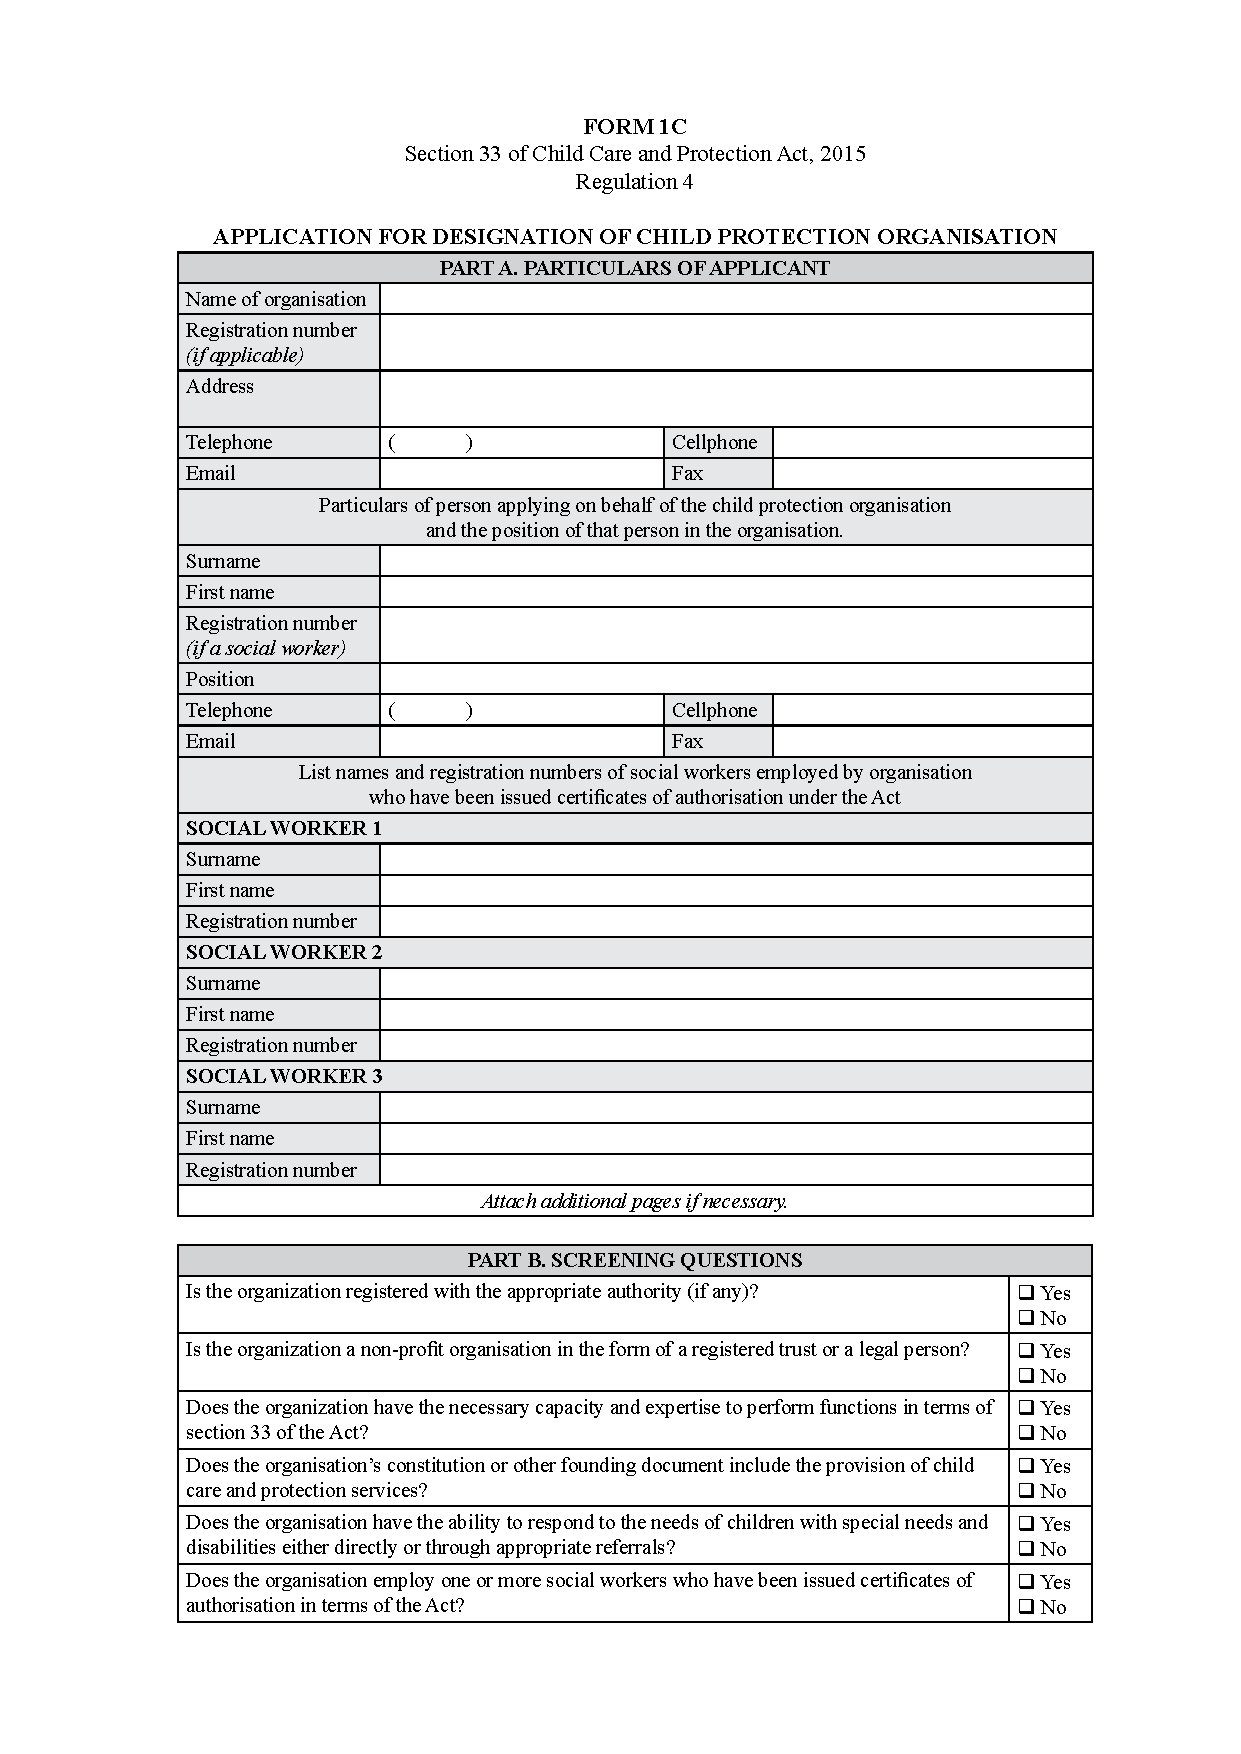 FORM 1C
Section 33 of Child Care and Protection Act, 2015
Regulation 4
APPLICATION FOR DESIGNATION OF CHILD PROTECTION ORGANISATION
PART A. PARTICULARS OF APPLICANT
Name of organisation
Registration number
(if applicable)
Address
Telephone ( ) Cellphone
Email Fax
Particulars of person applying on behalf of the child protection organisation
and the position of that person in the organisation.
Surname
First name
Registration number
(if a social worker)
Position
Telephone ( ) Cellphone
Email Fax
List names and registration numbers of social workers employed by organisation
who have been issued certificates of authorisation under the Act
SOCIAL WORKER 1
Surname
First name
Registration number
SOCIAL WORKER 2
Surname
First name
Registration number
SOCIAL WORKER 3
Surname
First name
Registration number
Attach additional pages if necessary.
PART B. SCREENING QUESTIONS
Is the organization registered with the appropriate authority (if any)? ❑ Yes
❑ No
Is the organization a non-profit organisation in the form of a registered trust or a legal person? ❑ Yes
❑ No
Does the organization have the necessary capacity and expertise to perform functions in terms of ❑ Yes
section 33 of the Act? ❑ No
Does the organisation's constitution or other founding document include the provision of child ❑ Yes
care and protection services? ❑ No
Does the organisation have the ability to respond to the needs of children with special needs and ❑ Yes
disabilities either directly or through appropriate referrals? ❑ No
Does the organisation employ one or more social workers who have been issued certificates of ❑ Yes
authorisation in terms of the Act? ❑ No